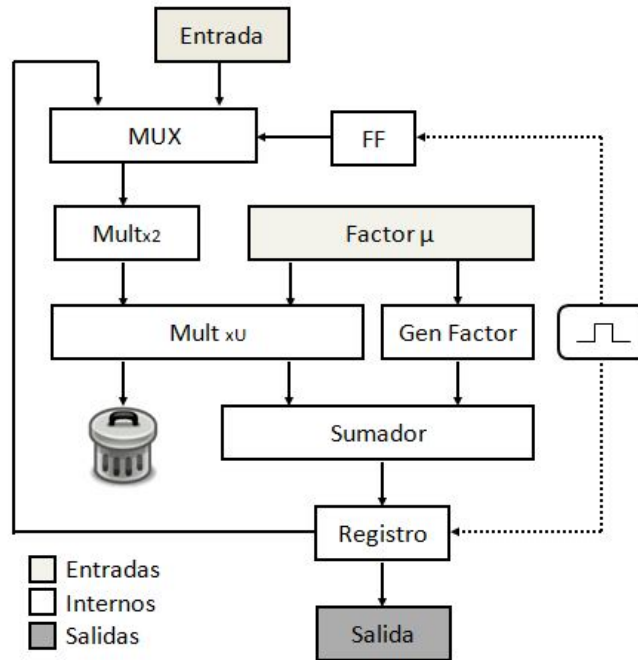 Entrada
MUX
FF
Multx2
Factor µ
Mult xU
Gen Factor
Sumador
Registro
Entradas
Internos
Salidas
Salida